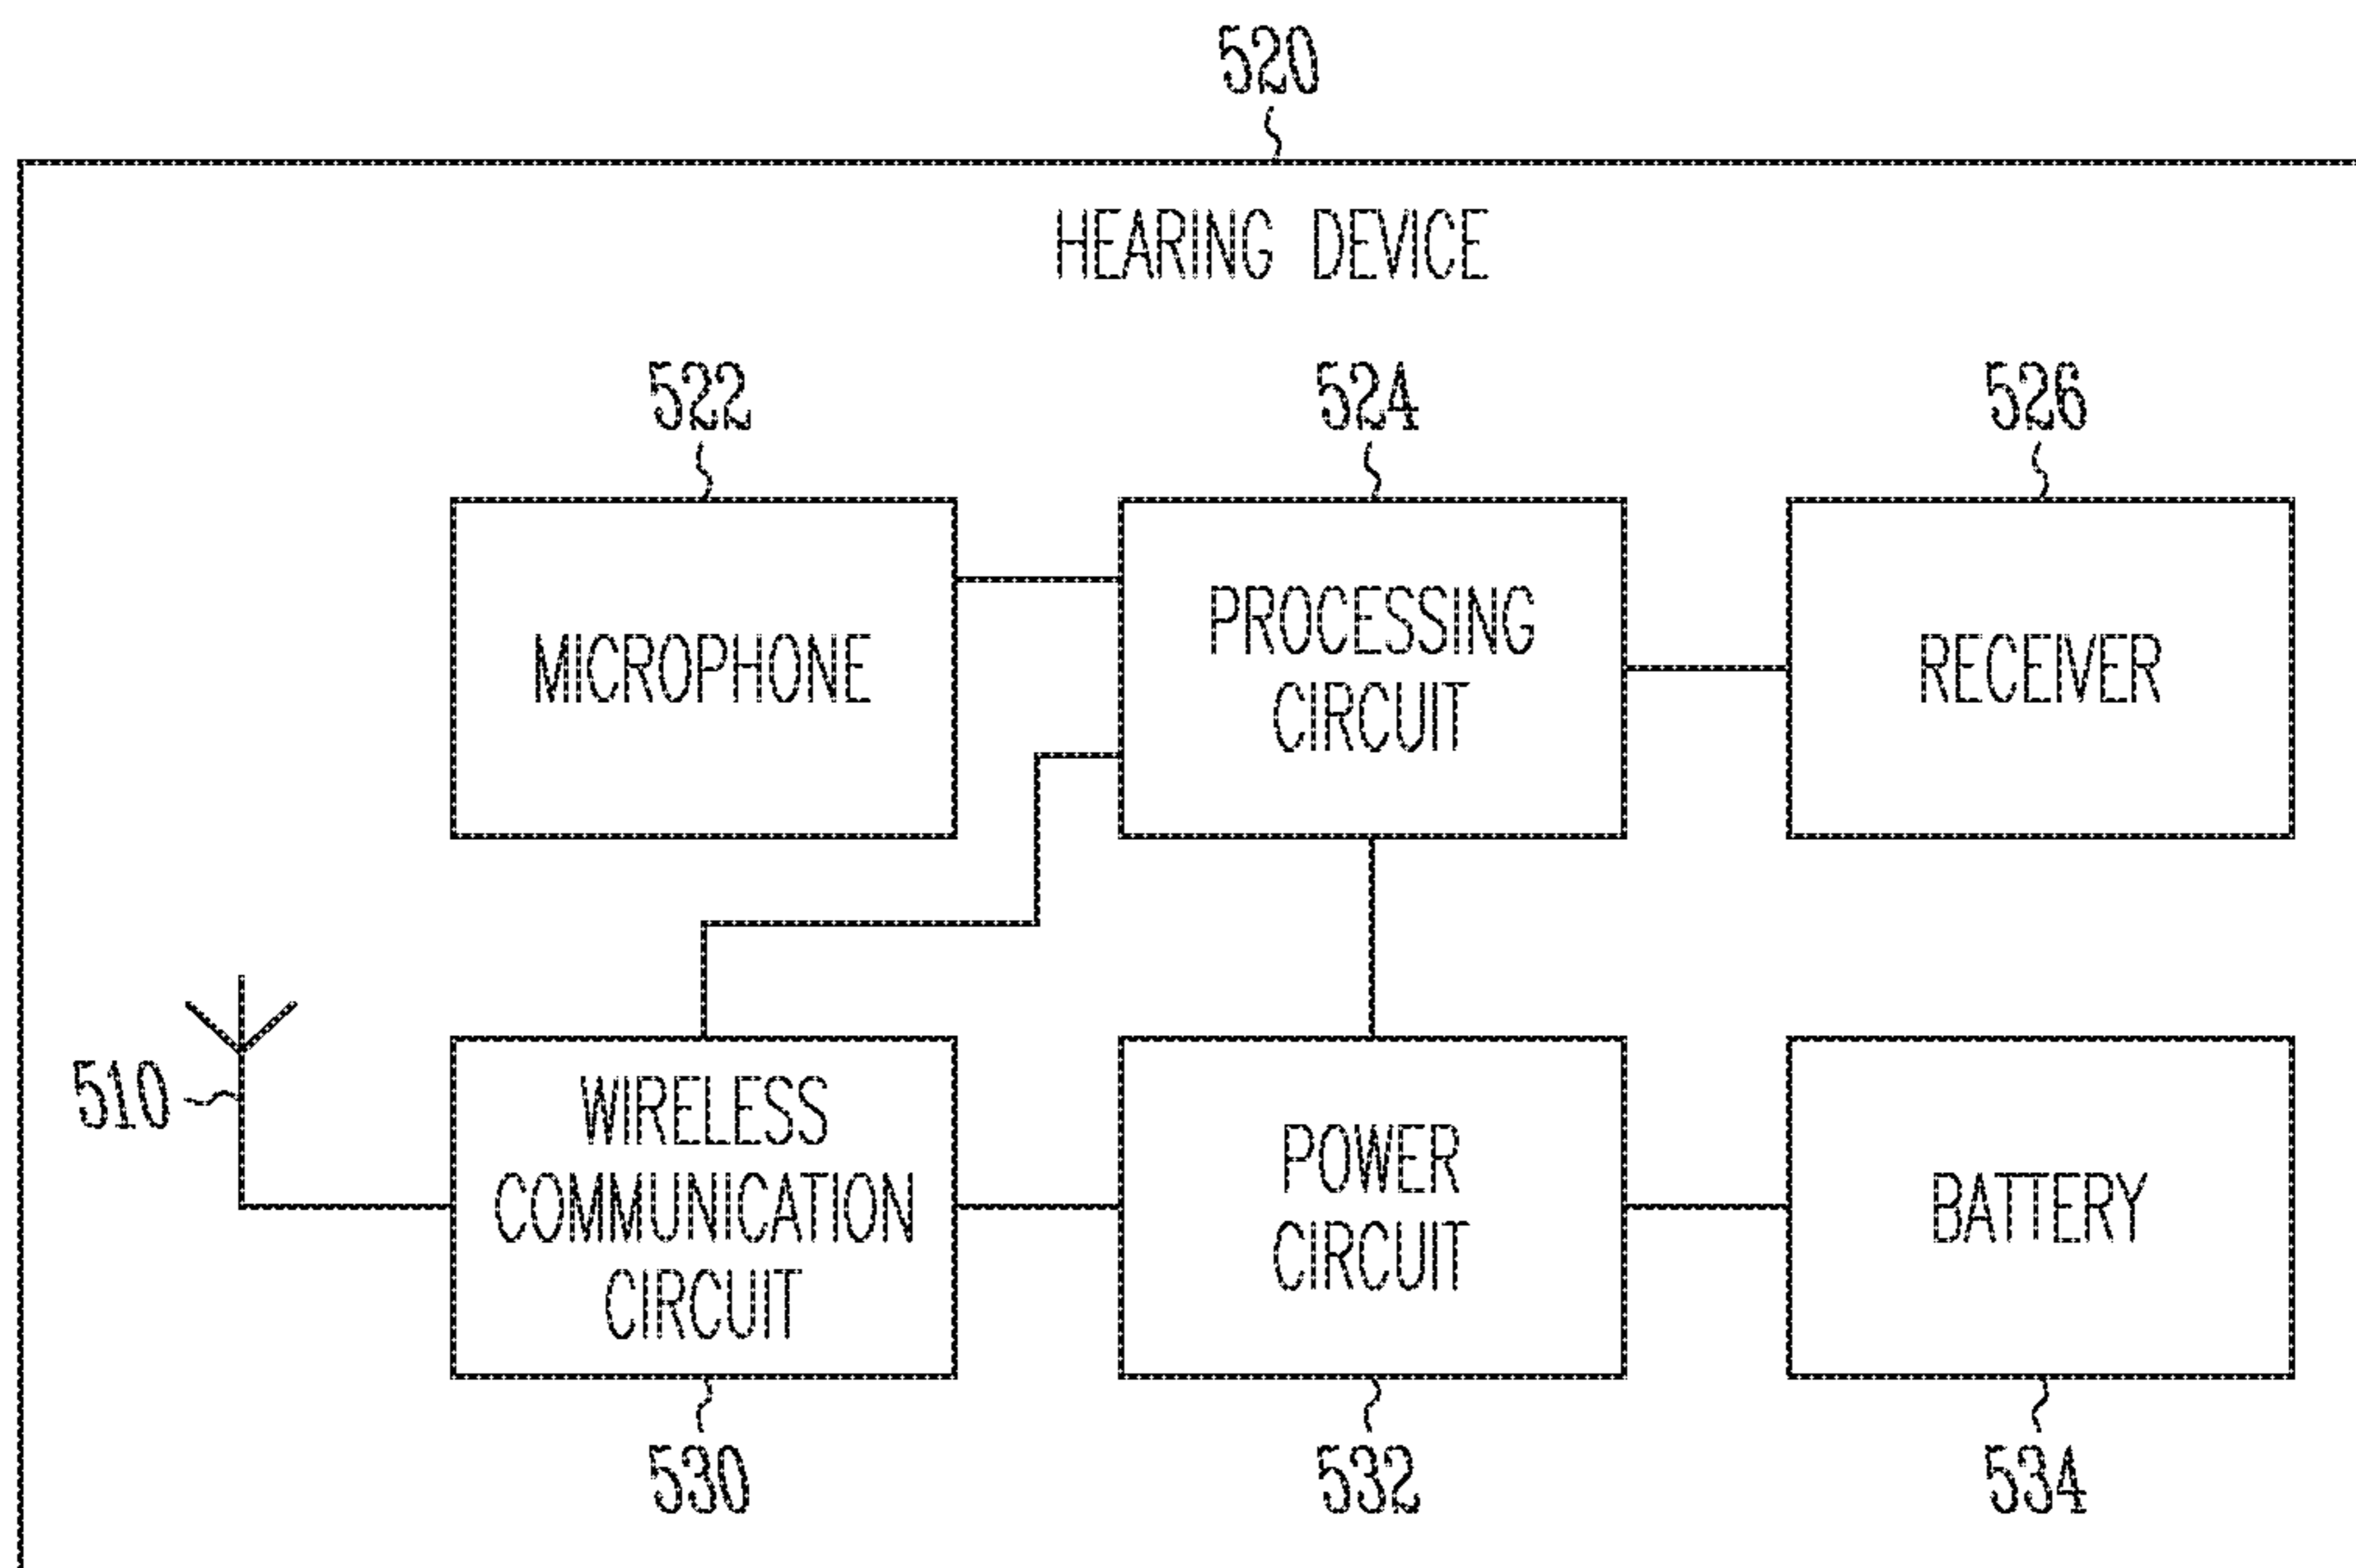 520
HEARING DEVICE
522
524
526
MICROPHONE
PROCESSING
CIRCUIT
RECEIVER
510
WIRELESS
COMMUNICATION
CIRCUIT
POWER
CIRCUIT
BATTERY
530
532
534